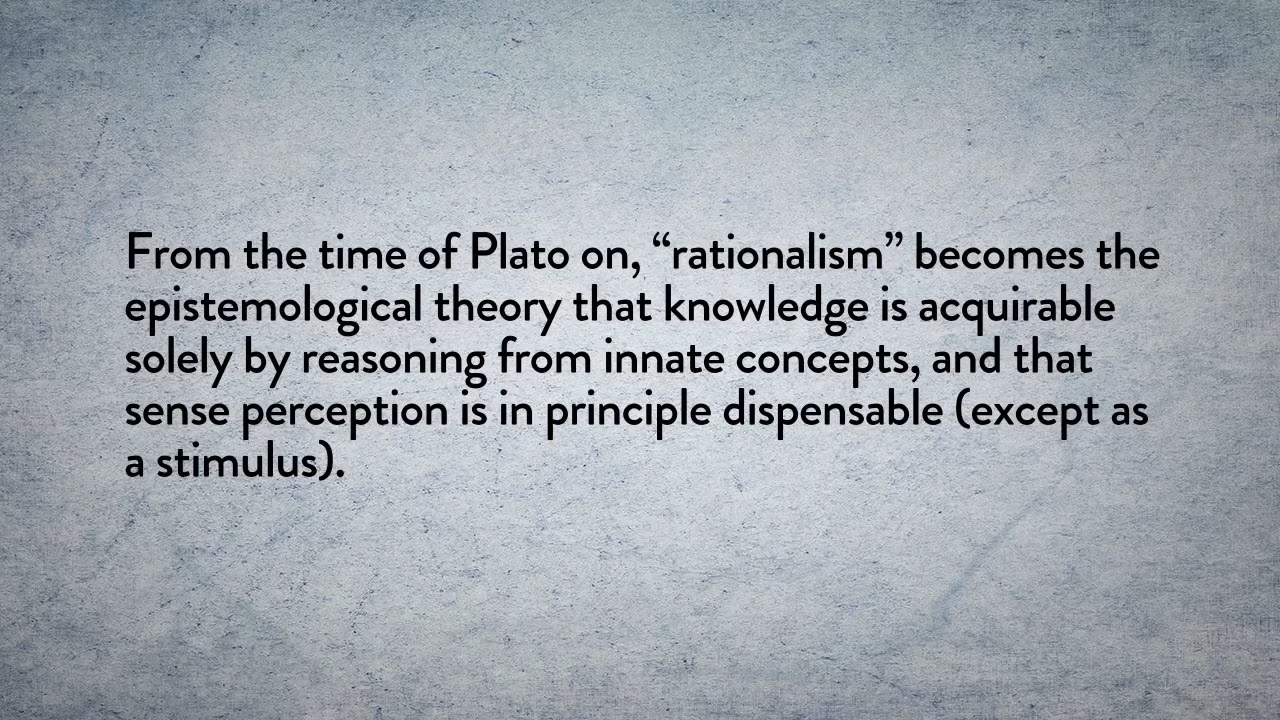 From the time of Plato on, “rationalism” becomes the
epistemological theory that knowledge is acquirable
solely by reasoning from innate concepts, and that
sense perception is in principle dispensable (except as
a stimulus).